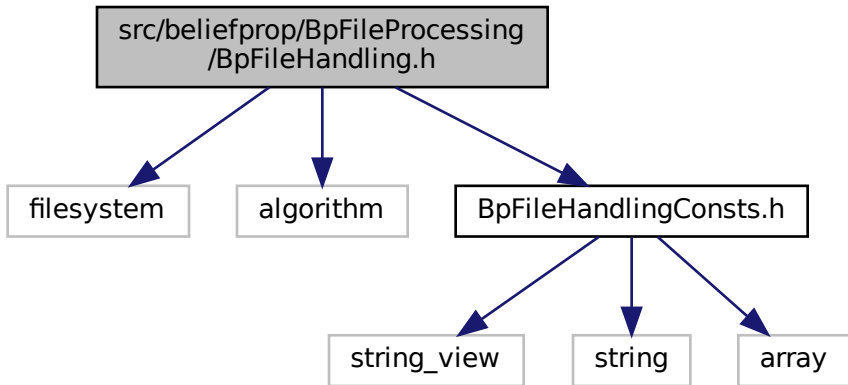 src/beliefprop/BpFileProcessing
/BpFileHandling.h
filesystem
algorithm
BpFileHandlingConsts.h
string_view
string
array